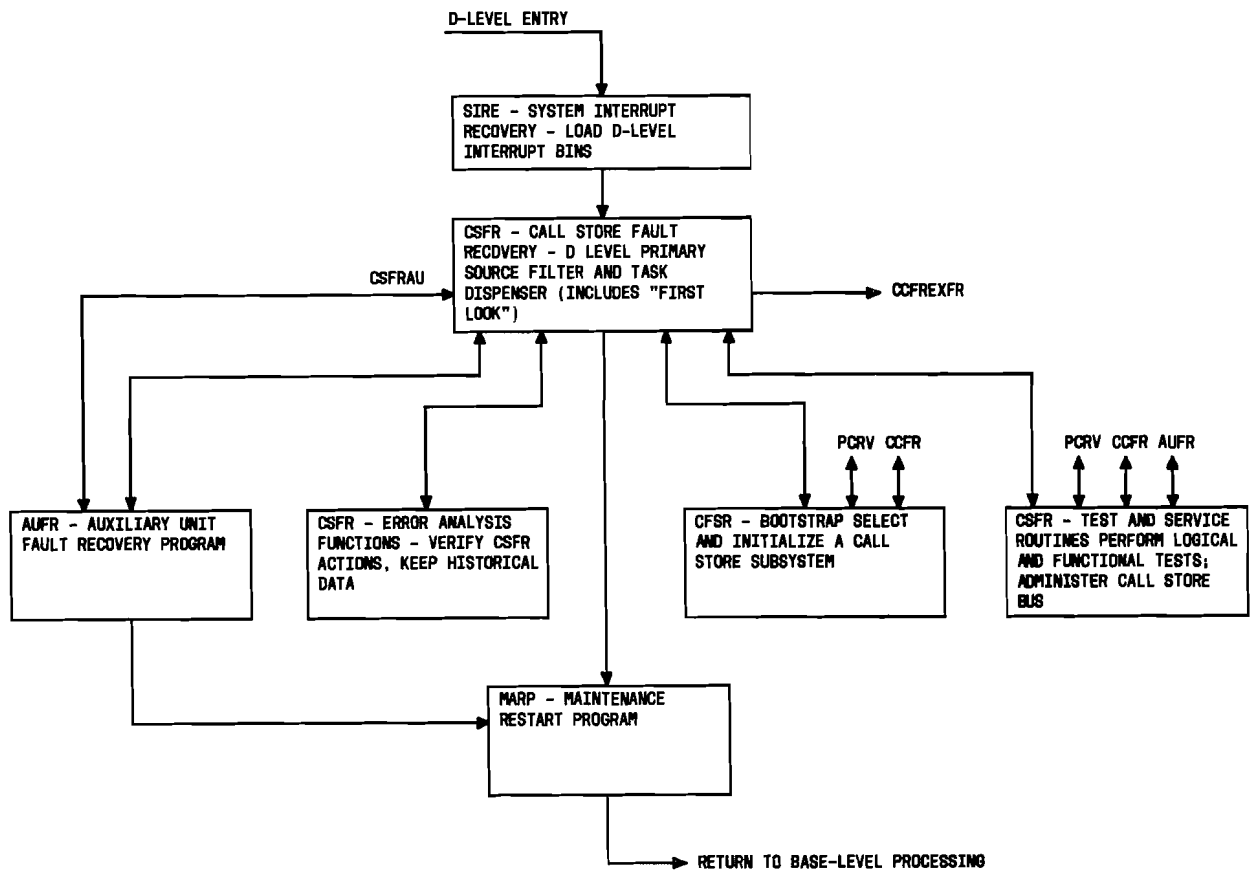 D-LEVEL ENTRY
SIRE - SYSTEM INTERRUPT
RECOVERY - LOAD D-LEVEL
INTERRUPT BINS
CSFR - CALL STORE FAULT
RECOVERY - D LEVEL PRIMARY
SOURCE FILTER AND TASK
DISPENSER (INCLUDES "FIRST
LOOK")
CSFRAU
CCFREXFR
PCRV CCFR
PCRV CCFR AUFR
AUFR - AUXILIARY UNIT
FAULT RECOVERY PROGRAM
CSFR - ERROR ANALYSIS
FUNCTIONS - VERIFY CSFR
ACTIONS, KEEP HISTORICAL
DATA
CFSR - BOOTSTRAP SELECT
AND INITIALIZE A CALL
STORE SUBSYSTEM
CSFR - TEST AND SERVICE
ROUTINES PERFORM LOGICAL
AND FUNCTIONAL TESTS;
ADMINISTER CALL STORE
BUS
MARP - MAINTENANCE
RESTART PROGRAM
RETURN TO BASE-LEVEL PROCESSING